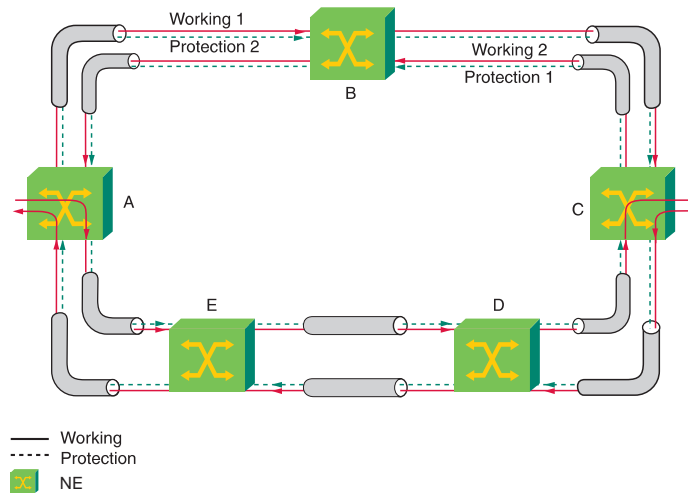 Working 1
Protection 2
Working 2
Protection 1
B
A
C
E
D
Working
Protection
NE